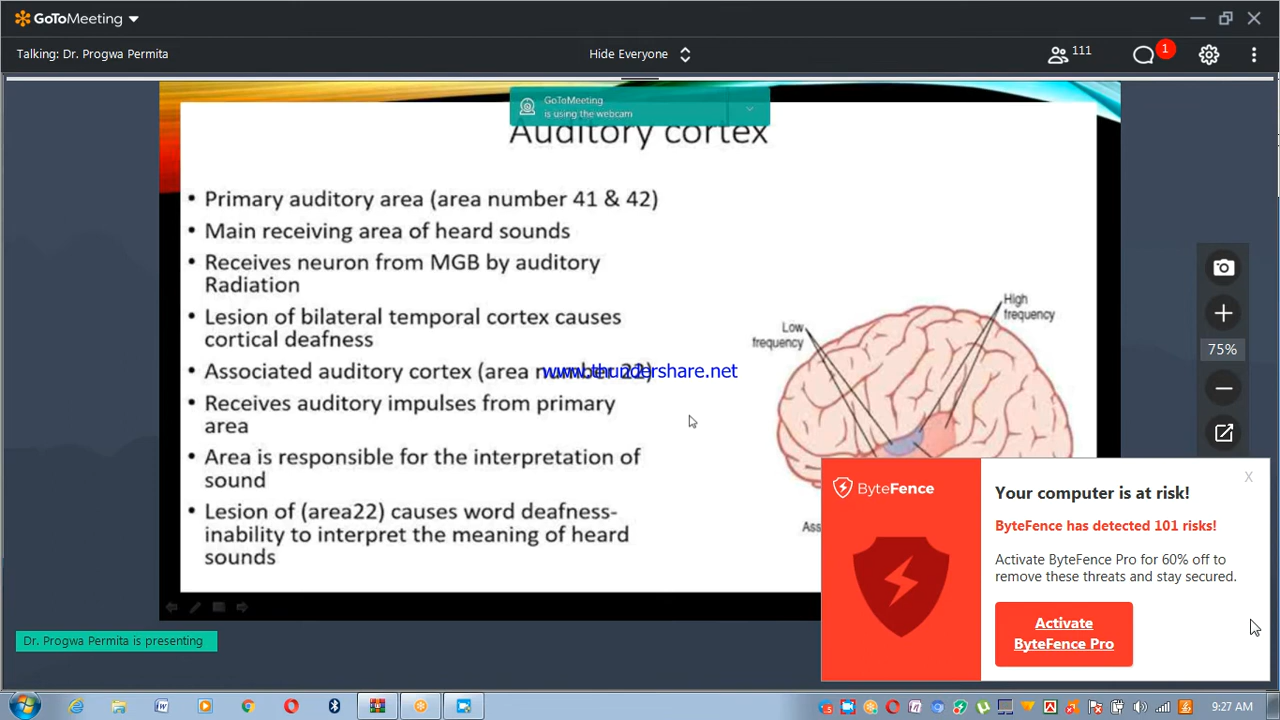 GoToMeeting
Talking: Dr. Progwa Permita
Hide Everyone
111
1
GoToMeeting
is using the webcam
Auditory cortex
• Primary auditory area (area number 41 & 42)
• Main receiving area of heard sounds
• Receives neuron from MGB by auditory
Radiation
• Lesion of bilateral temporal cortex causes
cortical deafness
• Associated auditory cortex (area number 22)
www.thundershare.net
• Receives auditory impulses from primary
area
• Area is responsible for the interpretation of
sound
• Lesion of (area22) causes word deafness-
inability to interpret the meaning of heard
sounds
Low
frequency
High
frequency
75%
ByteFence
Your computer is at risk!
ByteFence has detected 101 risks!
Activate ByteFence Pro for 60% off to
remove these threats and stay secured.
Activate
ByteFence Pro
X
Dr. Progwa Permita is presenting
9:27 AM